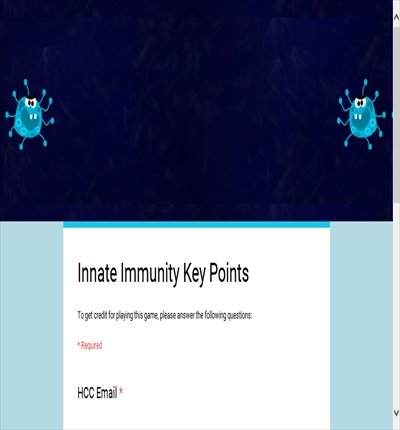 Innate Immunity Key Points
To get credit for playing this game, please answer the following questions:
* Required
HCC Email *